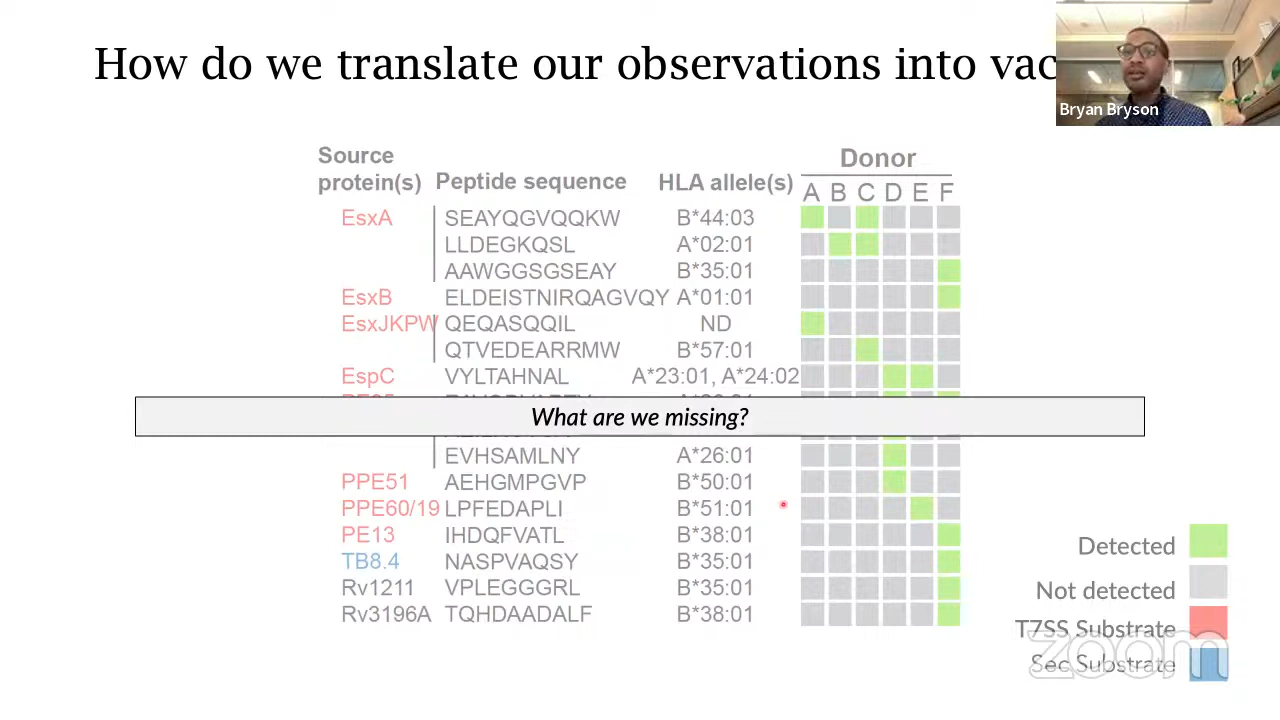 How do we translate our observations into vac
Bryan Bryson
Source protein(s) Peptide sequence HLA allele(s) Donor
A B C D E F
EsxA SEAYQGVQQKW B*44:03
LLDEGKQSL A*02:01
AAWGGSGSEAY B*35:01
EsxB ELDEISTNIRQAGVQY A*01:01
EsxJKPW QEQASQQIL ND
QTVEDEARRMW B*57:01
EspC VYLTAHNAL A*23:01, A*24:02
What are we missing?
EVHSAMLNY A*26:01
PPE51 AEHGMPGVP B*50:01
PPE60/19 LPFEDAPLI B*51:01
PE13 IHDQFVATL B*38:01
TB8.4 NASPVAQSY B*35:01
Rv1211 VPLEGGGRL B*35:01
Rv3196A TQHDAADALF B*38:01
Detected
Not detected
T7SS Substrate
Sec Substrate
zoom